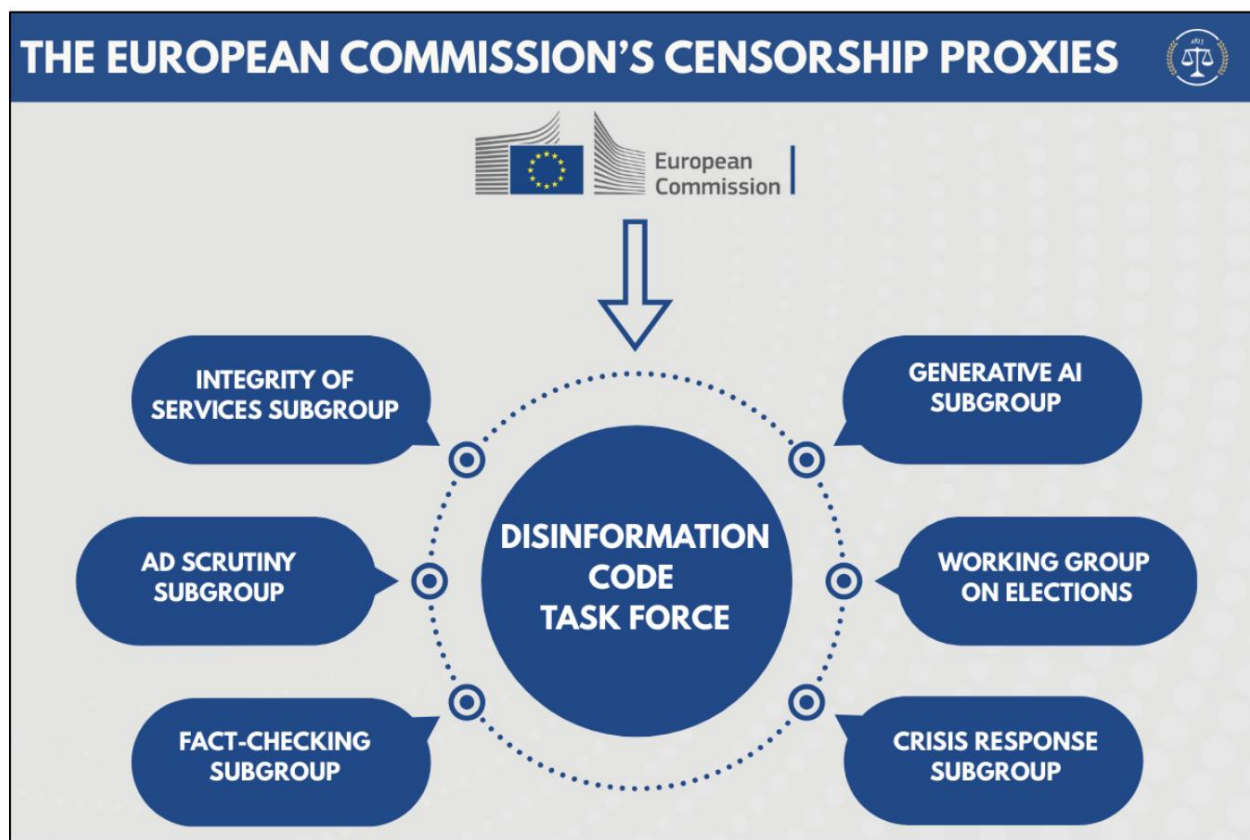 THE EUROPEAN COMMISSION’S CENSORSHIP PROXIES
1813
European
Commission
INTEGRITY OF
SERVICES SUBGROUP
GENERATIVE AI
SUBGROUP
DISINFORMATION
CODE
TASK FORCE
AD SCRUTINY
SUBGROUP
WORKING GROUP
ON ELECTIONS
FACT-CHECKING
SUBGROUP
CRISIS RESPONSE
SUBGROUP